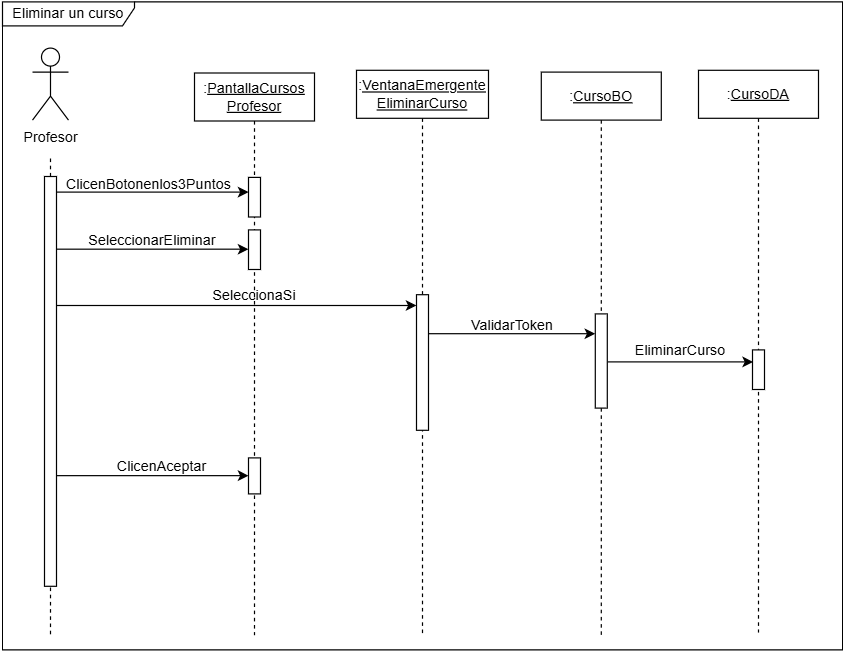 Eliminar un curso
Profesor
:PantallaCursos
Profesor
:VentanaEmergente
EliminarCurso
:CursoBO
:CursoDA
ClicenBotonenlos3Puntos
SeleccionarEliminar
SeleccionaSi
ValidarToken
EliminarCurso
ClicenAceptar